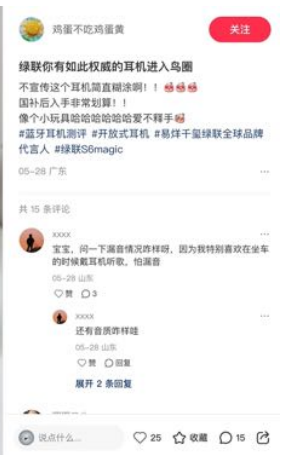 鸡蛋不吃鸡蛋黄
关注
绿联你有如此权威的耳机进入鸟圈
不宣传这个耳机简直糊涂啊！！
国补后入手非常划算！！
像个小玩具哈哈哈哈哈哈爱不释手
#蓝牙耳机测评 #开放式耳机 #易烊千玺绿联全球品牌
代言人 #绿联S6magic
05-28 广东
共 15 条评论
xxxx
宝宝，问一下漏音情况咋样呀，因为我特别喜欢在坐车
的时候戴耳机听歌，怕漏音
05-28 山东
赞 3
xxxx
还有音质咋样哇
05-28 山东
赞 回复
展开 2 条回复
说点什么...
25 收藏 15